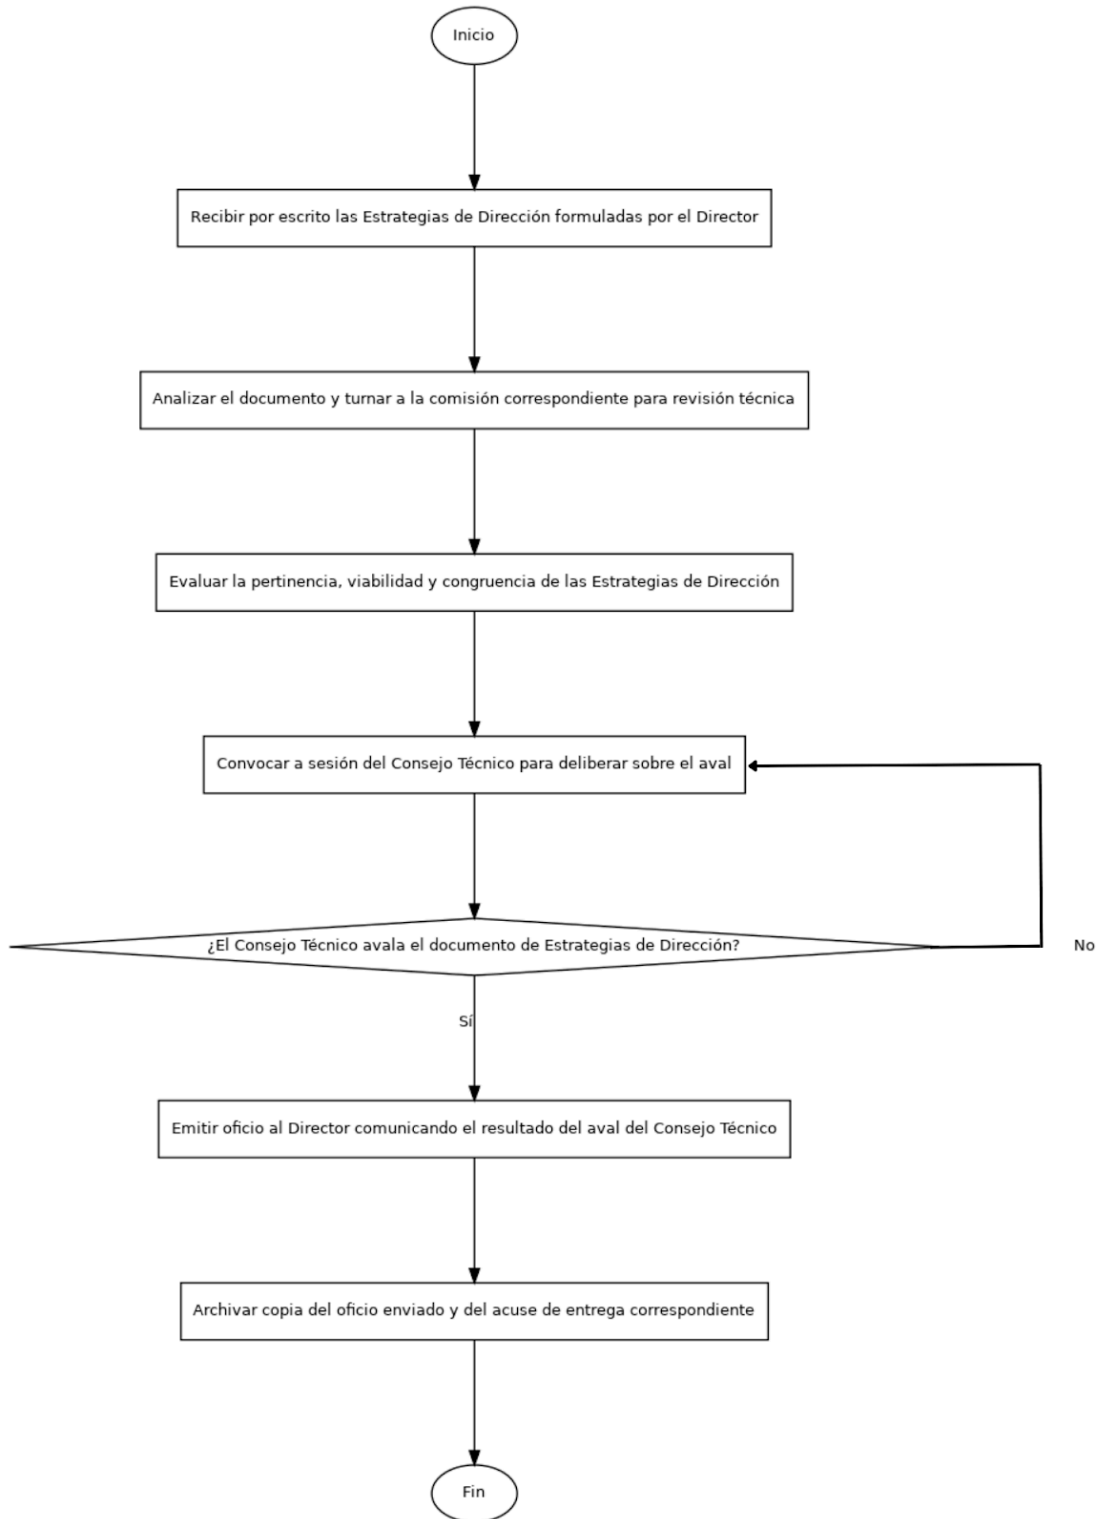 Inicio
Recibir por escrito las Estrategias de Dirección formuladas por el Director
Analizar el documento y turnar a la comisión correspondiente para revisión técnica
Evaluar la pertinencia, viabilidad y congruencia de las Estrategias de Dirección
Convocar a sesión del Consejo Técnico para deliberar sobre el aval
¿El Consejo Técnico avala el documento de Estrategias de Dirección?
No
Sí
Emitir oficio al Director comunicando el resultado del aval del Consejo Técnico
Archivar copia del oficio enviado y del acuse de entrega correspondiente
Fin